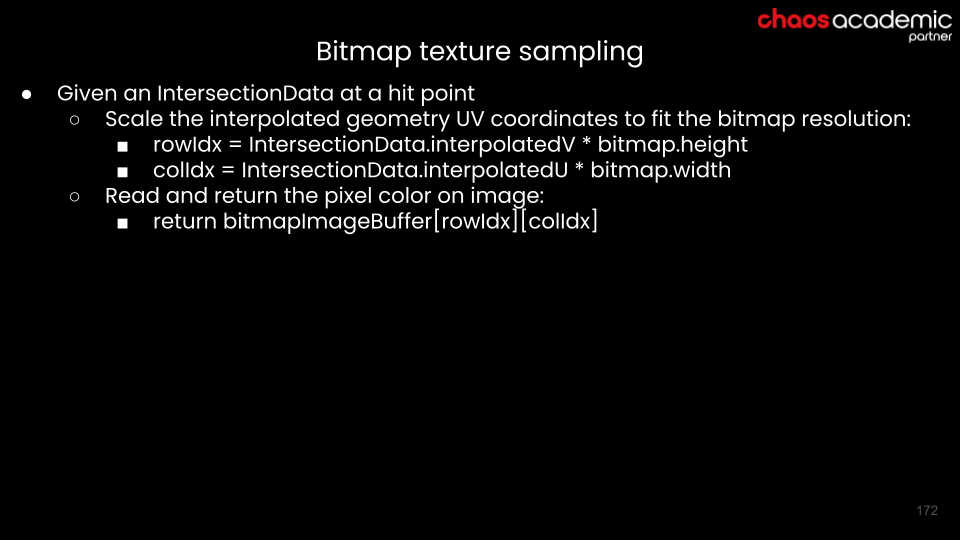 chaosacademic
partner
Bitmap texture sampling
● Given an IntersectionData at a hit point
○ Scale the interpolated geometry UV coordinates to fit the bitmap resolution:
■ rowIdx = IntersectionData.interpolatedV * bitmap.height
■ colIdx = IntersectionData.interpolatedU * bitmap.width
○ Read and return the pixel color on image:
■ return bitmapImageBuffer[rowIdx][colIdx]
172